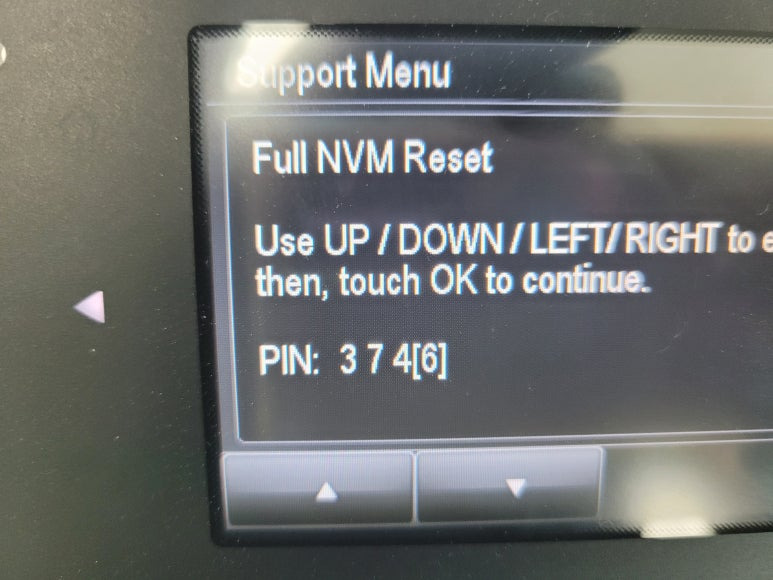 Support Menu
Full NVM Reset
Use UP / DOWN / LEFT/ RIGHT to e
then, touch OK to continue.
PIN: 3 7 4[6]